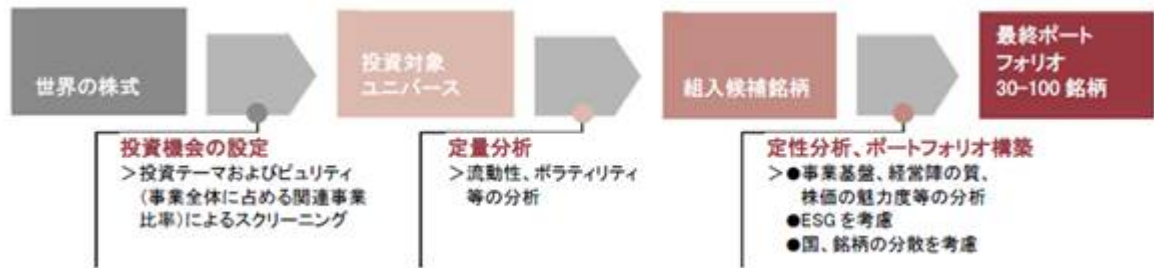 世界の株式
投資対象
ユニバース
組入候補銘柄
最終ポート
フォリオ
30-100 銘柄
投資機会の設定
＞投資テーマおよびピュリティ
（事業全体に占める関連事業
比率）によるスクリーニング
定量分析
＞流動性、ボラティリティ
等の分析
定性分析、ポートフォリオ構築
＞●事業基盤、経営陣の質、
株価の魅力度等の分析
●ESG を考慮
●国、銘柄の分散を考慮